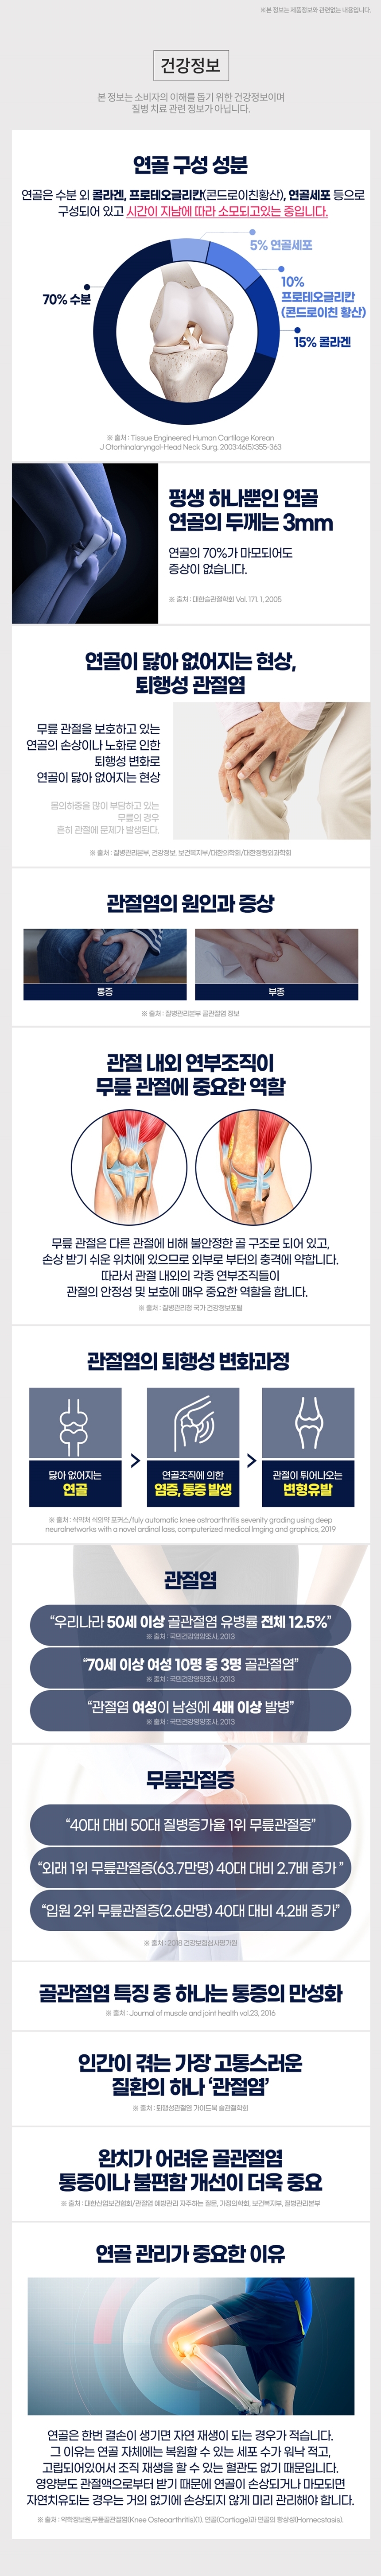 ※본 정보는 제품정보와 관련없는 내용입니다.
건강정보
본 정보는 소비자의 이해를 돕기 위한 건강정보이며
질병 치료 관련 정보가 아닙니다.
연골 구성 성분
연골은 수분 외 콜라겐, 프로테오글리칸(콘드로이친황산), 연골세포 등으로
구성되어 있고 시간이 지남에 따라 소모되고있는 중입니다.
5% 연골세포
10%
프로테오글리칸
(콘드로이친 황산)
70% 수분
15% 콜라겐
※ 출처 : Tissue Engineered Human Cartilage Korean
J Otorhinolaryngol-Head Neck Surg, 2003:46(5):355-363
평생 하나뿐인 연골
연골의 두께는 3mm
연골의 70%가 마모되어도
증상이 없습니다.
※ 출처 : 대한슬관절학회 Vol. 17.1, 1, 2005
연골이 닳아 없어지는 현상,
퇴행성 관절염
무릎 관절을 보호하고 있는
연골의 손상이나 노화로 인한
퇴행성 변화로
연골이 닳아 없어지는 현상
몸의하중을 많이 부담하고 있는
무릎의 경우
흔히 관절에 문제가 발생된다.
※ 출처 : 질병관리본부, 건강정보, 보건복지부/대한의학회/대한정형외과학회
관절염의 원인과 증상
통증
부종
※ 출처 : 질병관리본부 골관절염 정보
관절 내외 연부조직이
무릎 관절에 중요한 역할
무릎 관절은 다른 관절에 비해 불안정한 골 구조로 되어 있고,
손상 받기 쉬운 위치에 있으므로 외부로 부터의 충격에 약합니다.
따라서 관절 내외의 각종 연부조직들이
관절의 안정성 및 보호에 매우 중요한 역할을 합니다.
※ 출처 : 질병관리청 국가 건강정보포털
관절염의 퇴행성 변화과정
닳아 없어지는
연골
>
연골조직에 의한
염증, 통증 발생
>
관절이 튀어나오는
변형유발
※ 출처 : 식약처 식의약 포커스/fuly automatic knee ostroarthritis severity grading using deep
neuralnetworks with a novel ardinal lass, computerized medical Imging and graphics, 2019
관절염
“우리나라 50세 이상 골관절염 유병률 전체 12.5%”
※ 출처 : 국민건강영양조사, 2013
“70세 이상 여성 10명 중 3명 골관절염”
※ 출처 : 국민건강영양조사, 2013
“관절염 여성이 남성에 4배 이상 발병”
※ 출처 : 국민건강영양조사, 2013
무릎관절증
“40대 대비 50대 질병증가율 1위 무릎관절증”
“외래 1위 무릎관절증(63.7만명) 40대 대비 2.7배 증가 ”
“입원 2위 무릎관절증(2.6만명) 40대 대비 4.2배 증가”
※ 출처 : 2016 건강보험심사평가원
골관절염 특징 중 하나는 통증의 만성화
※ 출처 : Journal of muscle and joint health vol.23, 2016
인간이 겪는 가장 고통스러운
질환의 하나 ‘관절염’
※ 출처 : 퇴행성관절염 가이드북 슬관절학회
완치가 어려운 골관절염
통증이나 불편함 개선이 더욱 중요
※ 출처 : 대한산업보건협회/관절염 예방관리 자주하는 질문, 가정의학회, 보건복지부, 질병관리본부
연골 관리가 중요한 이유
연골은 한번 결손이 생기면 자연 재생이 되는 경우가 적습니다.
그 이유는 연골 자체에는 복원할 수 있는 세포 수가 워낙 적고,
고립되어있어서 조직 재생을 할 수 있는 혈관도 없기 때문입니다.
영양분도 관절액으로부터 받기 때문에 연골이 손상되거나 마모되면
자연치유되는 경우는 거의 없기에 손상되지 않게 미리 관리해야 합니다.
※ 출처 : 약학정보원,무릎골관절염(Knee Osteoarthritis)(1). 연골(Cartiage)과 연골의 항상성(Homecstasis).